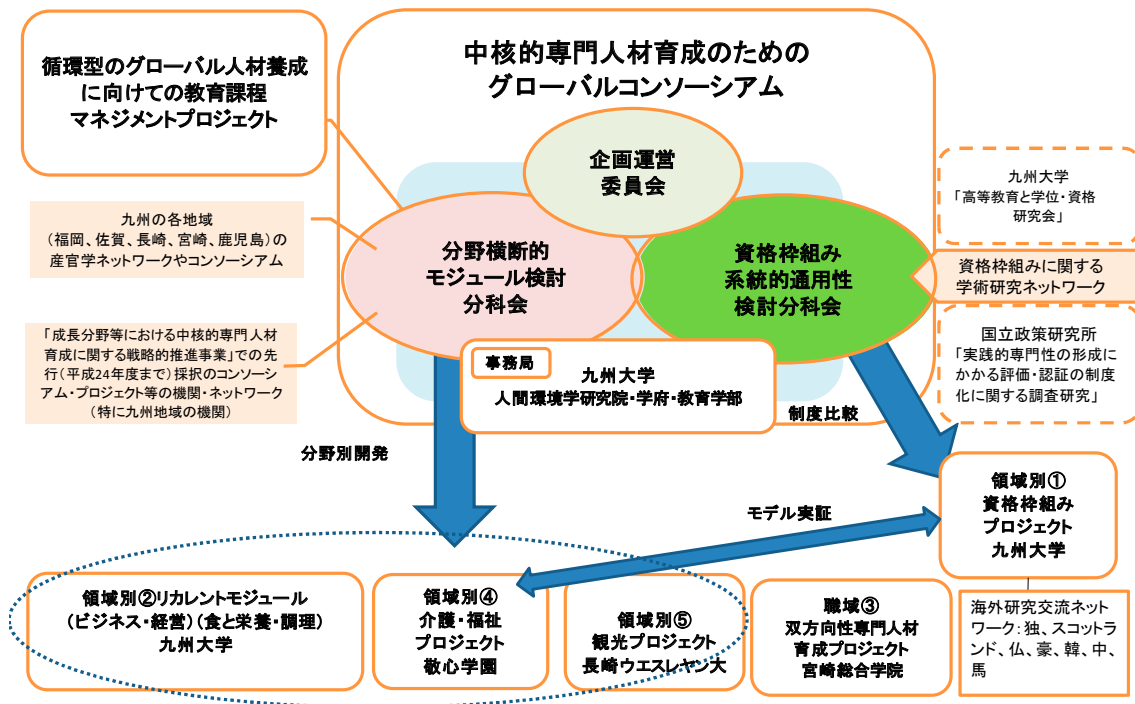 循環型のグローバル人材養成
に向けての教育課程
マネジメントプロジェクト
中核的専門人材育成のための
グローバルコンソーシアム
企画運営
委員会
九州の各地域
(福岡、佐賀、長崎、宮崎、鹿児島)の
産官学ネットワークやコンソーシアム
分野横断的
モジュール検討
分科会
資格枠組み
系統的通用性
検討分科会
九州大学
「高等教育と学位・資格
研究会」
資格枠組みに関する
学術研究ネットワーク
「成長分野等における中核的専門人材
育成に関する戦略的推進事業」での先
行(平成24年度まで)採択のコンソーシ
アム・プロジェクト等の機関・ネットワーク
(特に九州地域の機関)
国立政策研究所
「実践的専門性の形成に
かかる評価・認証の制度
化に関する調査研究」
事務局
九州大学
人間環境学研究院・学府・教育学部
制度比較
分野別開発
モデル実証
領域別①
資格枠組み
プロジェクト
九州大学
領域別②リカレントモジュール
(ビジネス・経営)(食と栄養・調理)
九州大学
領域別④
介護・福祉
プロジェクト
敬心学園
領域別⑤
観光プロジェクト
長崎ウエスレヤン大
職域③
双方向性専門人材
育成プロジェクト
宮崎総合学院
海外研究交流ネット
ワーク:独、スコットラ
ンド、仏、豪、韓、中、
馬